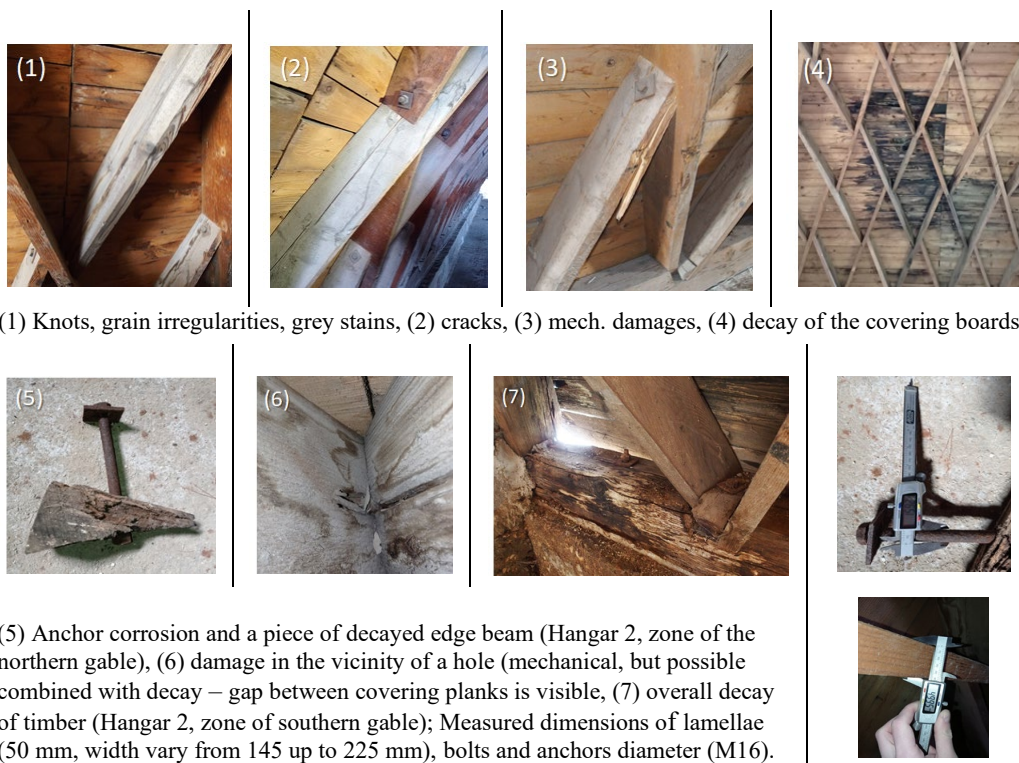 (1)
(2)
(3)
(4)
(1) Knots, grain irregularities, grey stains, (2) cracks, (3) mech. damages, (4) decay of the covering boards
(5)
(6)
(7)
(5) Anchor corrosion and a piece of decayed edge beam (Hangar 2, zone of the
northern gable), (6) damage in the vicinity of a hole (mechanical, but possible
combined with decay – gap between covering planks is visible, (7) overall decay
of timber (Hangar 2, zone of southern gable); Measured dimensions of lamellae
(50 mm, width vary from 145 up to 225 mm), bolts and anchors diameter (M16).